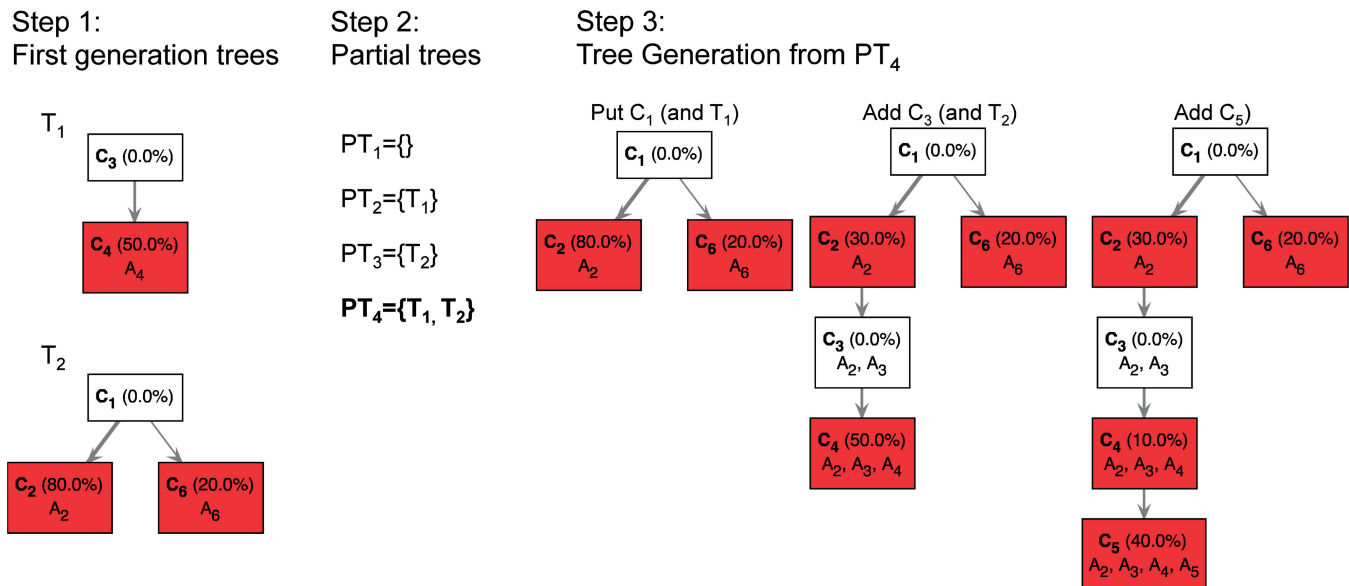 Step 1:
First generation trees
T₁
C₃ (0.0%)
C₄ (50.0%)
A₄
T₂
C₁ (0.0%)
C₂ (80.0%)
A₂
C₆ (20.0%)
A₆
Step 2:
Partial trees
PT₁={}
PT₂={T₁}
PT₃={T₂}
PT₄={T₁, T₂}
Step 3:
Tree Generation from PT₄
Put C₁ (and T₁)
C₁ (0.0%)
C₂ (80.0%)
A₂
C₆ (20.0%)
A₆
Add C₃ (and T₂)
C₁ (0.0%)
C₂ (30.0%)
A₂
C₆ (20.0%)
A₆
C₃ (0.0%)
A₂, A₃
C₄ (50.0%)
A₂, A₃, A₄
Add C₅)
C₁ (0.0%)
C₂ (30.0%)
A₂
C₆ (20.0%)
A₆
C₃ (0.0%)
A₂, A₃
C₄ (10.0%)
A₂, A₃, A₄
C₅ (40.0%)
A₂, A₃, A₄, A₅